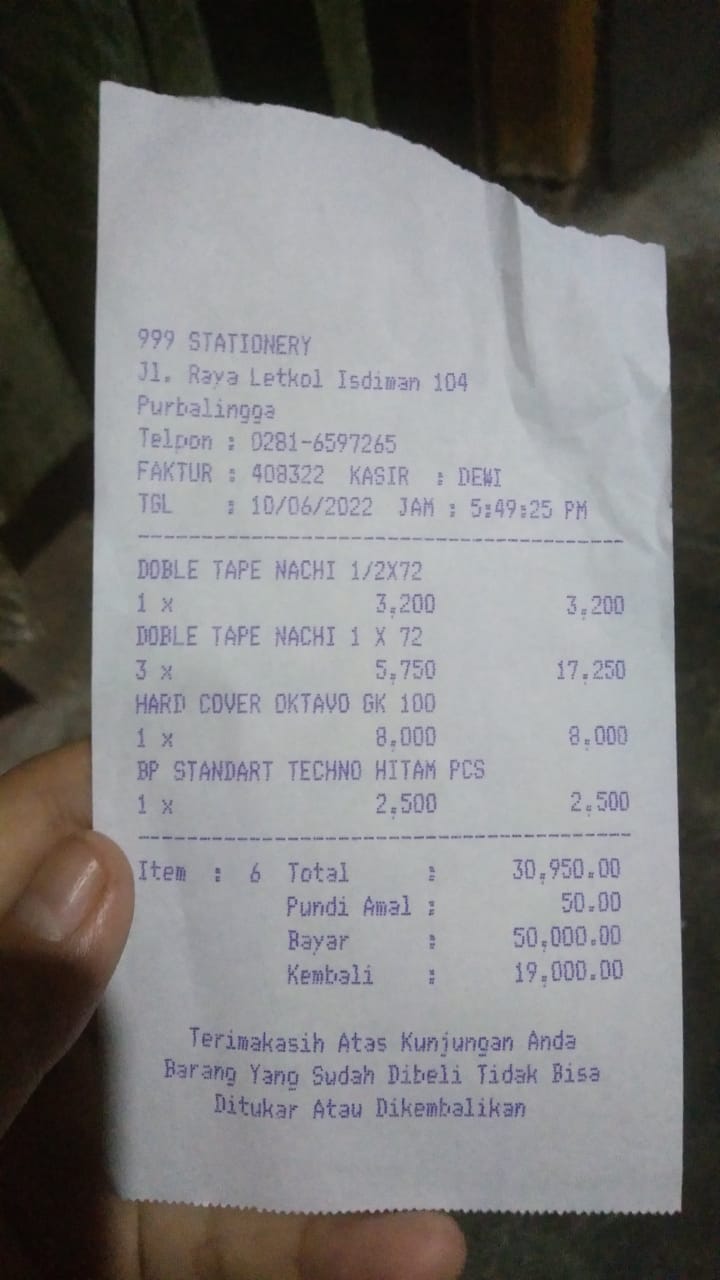 999 STATIONERY
Jl. Raya Letkol Isdiman 104
Purbalingga
Telpon : 0281-6597265
FAKTUR : 408322 KASIR : DEWI
TGL : 10/06/2022 JAM : 5:49:25 PM
DOBLE TAPE NACHI 1/2X72
1 x 3,200 3,200
DOBLE TAPE NACHI 1 X 72
3 x 5,750 17,250
HARD COVER OKTAVO GK 100
1 x 8,000 8,000
BP STANDART TECHNO HITAM PCS
1 x 2,500 2,500
Item : 6 Total : 30,950.00
Pundi Amal : 50.00
Bayar : 50,000.00
Kembali : 19,000.00
Terimakasih Atas Kunjungan Anda
Barang Yang Sudah Dibeli Tidak Bisa
Ditukar Atau Dikembalikan